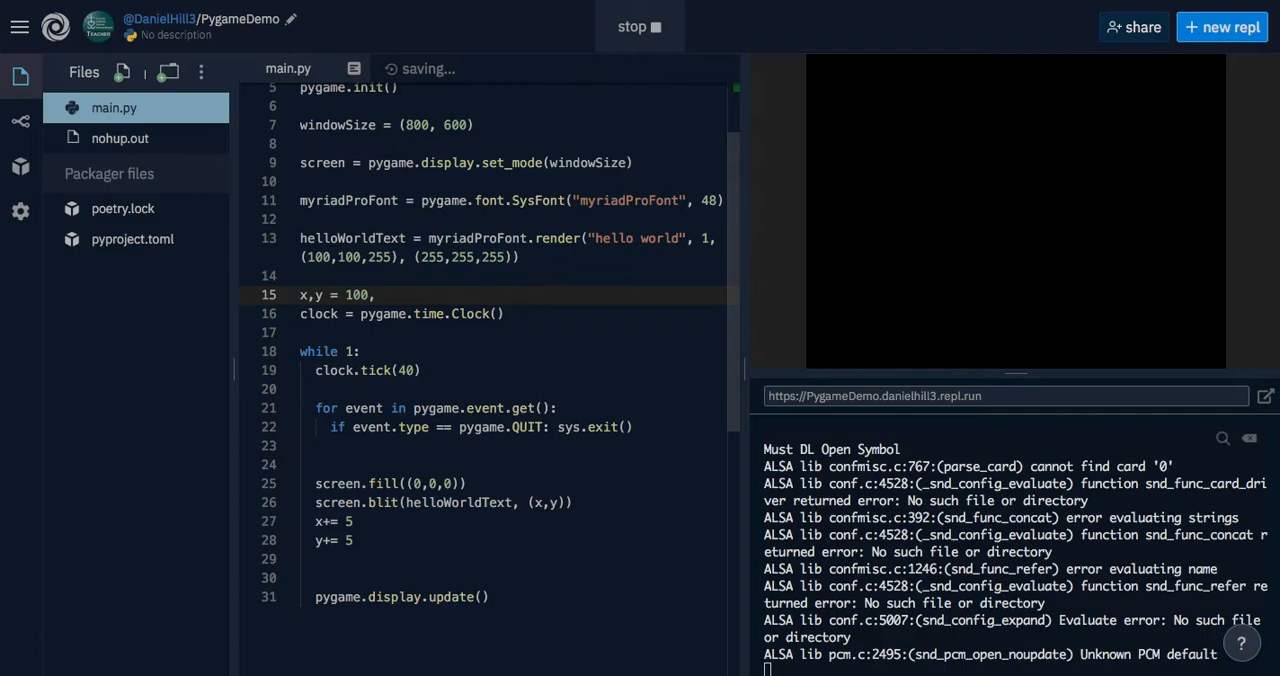 @DanielHill3/PygameDemo
No description
TEACHER
stop
share
+ new repl
Files
main.py
nohup.out
Packager files
poetry.lock
pyproject.toml
main.py
saving...
5 pygame.init()
6
7 windowSize = (800, 600)
8
9 screen = pygame.display.set_mode(windowSize)
10
11 myriadProFont = pygame.font.SysFont("myriadProFont", 48)
12
13 helloWorldText = myriadProFont.render("hello world", 1,
(100,100,255), (255,255,255))
14
15 x,y = 100,
16 clock = pygame.time.Clock()
17
18 while 1:
19 clock.tick(40)
20
21 for event in pygame.event.get():
22 if event.type == pygame.QUIT: sys.exit()
23
24
25 screen.fill((0,0,0))
26 screen.blit(helloWorldText, (x,y))
27 x+= 5
28 y+= 5
29
30
31 pygame.display.update()
https://PygameDemo.danielhill3.repl.run
Must DL Open Symbol
ALSA lib confmisc.c:767:(parse_card) cannot find card '0'
ALSA lib conf.c:4528:(_snd_config_evaluate) function snd_func_card_dri
ver returned error: No such file or directory
ALSA lib confmisc.c:392:(snd_func_concat) error evaluating strings
ALSA lib conf.c:4528:(_snd_config_evaluate) function snd_func_concat r
eturned error: No such file or directory
ALSA lib confmisc.c:1246:(snd_func_refer) error evaluating name
ALSA lib conf.c:4528:(_snd_config_evaluate) function snd_func_refer re
turned error: No such file or directory
ALSA lib conf.c:5007:(snd_config_expand) Evaluate error: No such file
or directory
ALSA lib pcm.c:2495:(snd_pcm_open_noupdate) Unknown PCM default
?